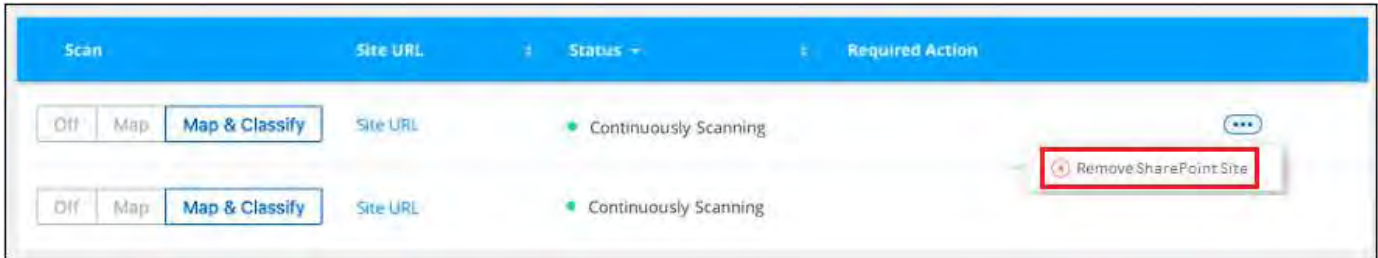 Scan Site URL Status Required Action
Off Map Map & Classify Site URL Continuously Scanning
Remove SharePoint Site
Off Map Map & Classify Site URL Continuously Scanning